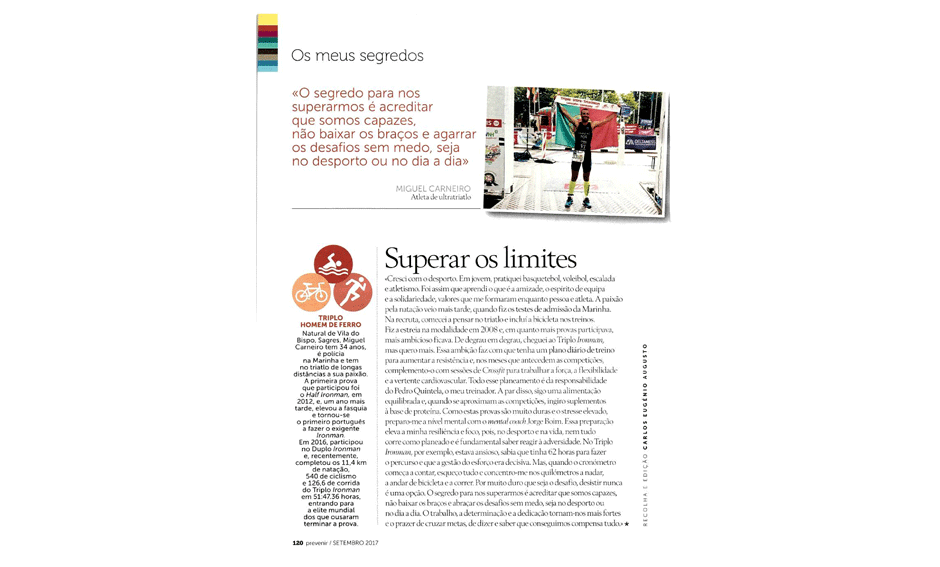 Os meus segredos
«O segredo para nos
superarmos é acreditar
que somos capazes,
não baixar os braços e agarrar
os desafios sem medo, seja
no desporto ou no dia a dia»
MIGUEL CARNEIRO
Atleta de ultratriatlo
DELTAMEDS
TRIPLO
HOMEM DE FERRO
Natural de Vila do
Bispo, Sagres, Miguel
Carneiro tem 34 anos,
é polícia
na Marinha e tem
no triatlo de longas
distâncias a sua paixão.
A primeira prova
que participou foi
o Half Ironman, em
2012, e, um ano mais
tarde, elevou a fasquia
e tornou-se
o primeiro português
a fazer o exigente
Ironman.
Em 2016, participou
no Duplo Ironman
e, recentemente,
completou os 11,4 km
de natação,
540 de ciclismo
e 126,6 de corrida
do Triplo Ironman
em 51:47.36 horas,
entrando para
a elite mundial
dos que ousaram
terminar a prova.
Superar os limites
«Cresci com o desporto. Em jovem, pratiquei basquetebol, voleibol, escalada
e atletismo. Foi assim que aprendi o que é a amizade, o espírito de equipa
e a solidariedade, valores que me formaram enquanto pessoa e atleta. A paixão
pela natação veio mais tarde, quando fiz os testes de admissão da Marinha.
Na recruta, comecei a pensar no triatlo e incluí a bicicleta nos treinos.
Fiz a estreia na modalidade em 2008 e, em quanto mais provas participava,
mais ambicioso ficava. De degrau em degrau, cheguei ao Triplo Ironman,
mas quero mais. Essa ambição faz com que tenha um plano diário de treino
para aumentar a resistência e, nos meses que antecedem as competições,
complemento-o com sessões de Crossfit para trabalhar a força, a flexibilidade
e a vertente cardiovascular. Todo esse planeamento é da responsabilidade
do Pedro Quintela, o meu treinador. A par disso, sigo uma alimentação
equilibrada e, quando se aproximam as competições, ingiro suplementos
à base de proteína. Como estas provas são muito duras e o stresse elevado,
preparo-me a nível mental com o mental coach Jorge Boim. Essa preparação
eleva a minha resiliência e foco, pois, no desporto e na vida, nem tudo
corre como planeado e é fundamental saber reagir à adversidade. No Triplo
Ironman, por exemplo, estava ansioso, sabia que tinha 62 horas para fazer
o percurso e que a gestão do esforço era decisiva. Mas, quando o cronómetro
começa a contar, esqueço tudo e concentro-me nos quilómetros a nadar,
a andar de bicicleta e a correr. Por muito duro que seja o desafio, desistir nunca
é uma opção. O segredo para nos superarmos é acreditar que somos capazes,
não baixar os braços e abraçar os desafios sem medo, seja no desporto ou
no dia a dia. O trabalho, a determinação e a dedicação tornam-nos mais fortes
e o prazer de cruzar metas, de dizer e saber que conseguimos compensa tudo.» ★
RECOLHA E EDIÇÃO CARLOS EUGÉNIO AUGUSTO
120 prevenir / SETEMBRO 2017